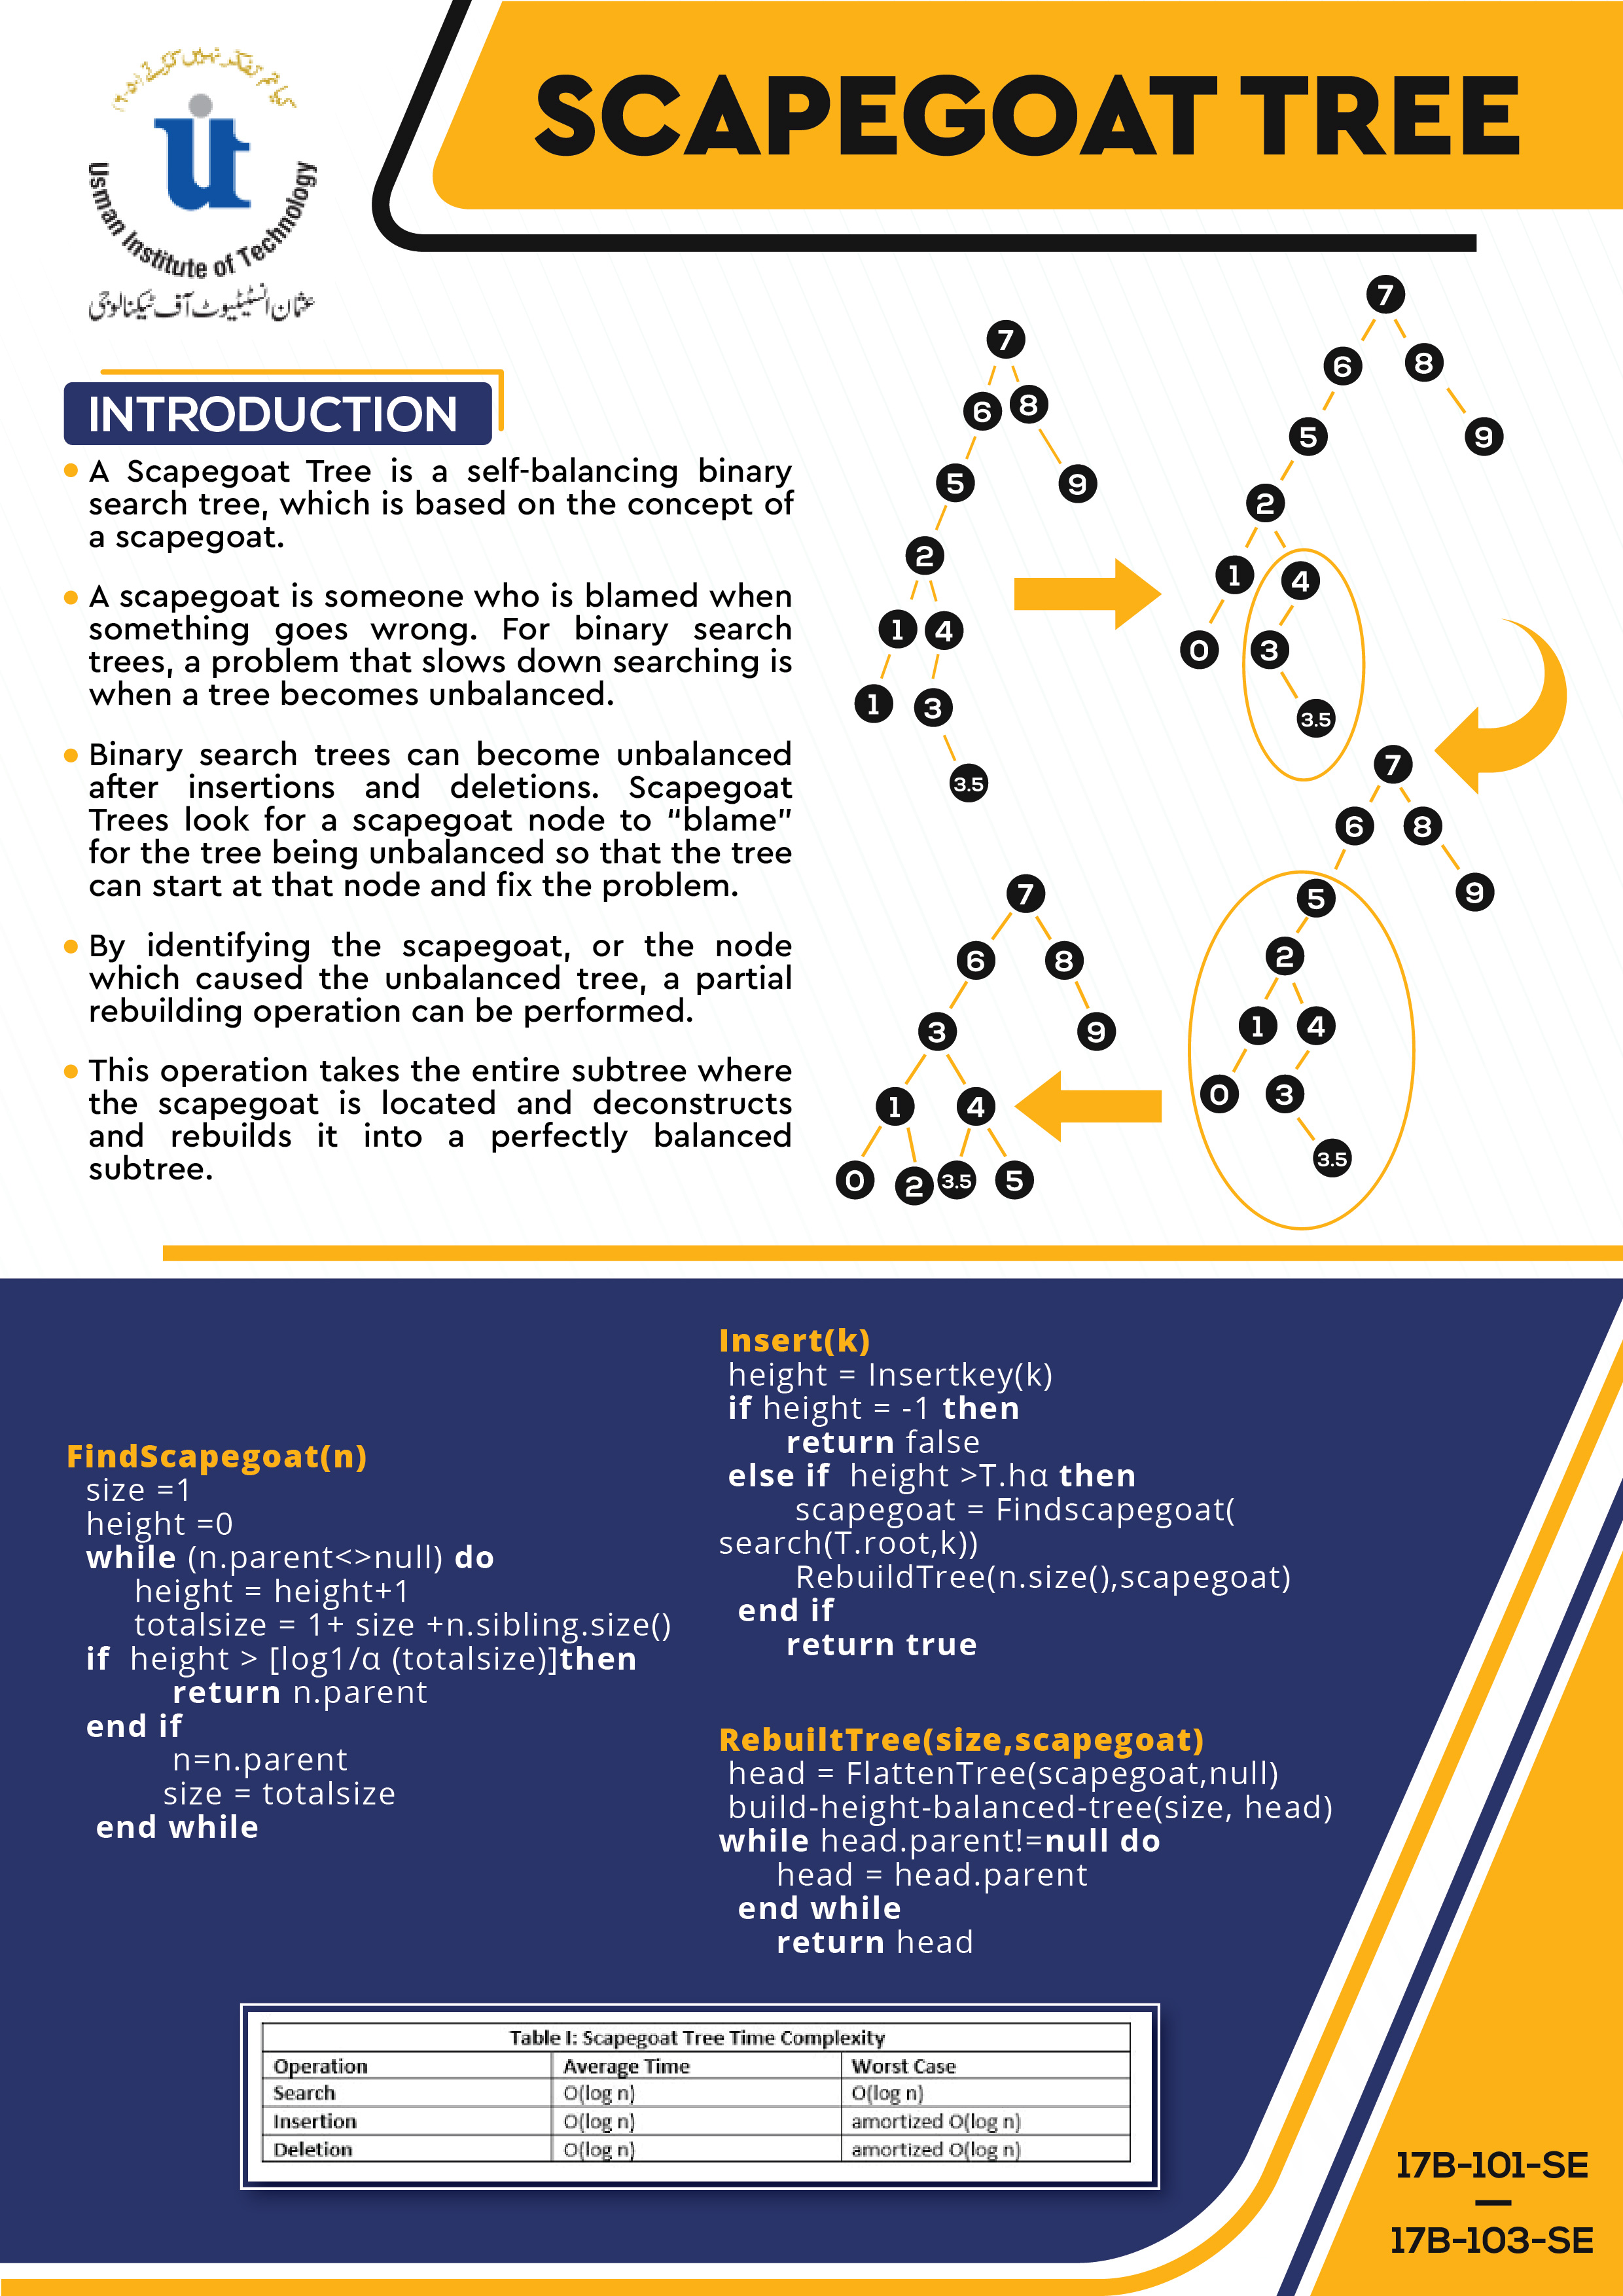 کیا تم تفکر نہیں کرتے
iut
Usman Institute of Technology
عثمان انسٹیٹیوٹ آف ٹیکنالوجی
SCAPEGOAT TREE
INTRODUCTION
A Scapegoat Tree is a self-balancing binary
search tree, which is based on the concept of
a scapegoat.
A scapegoat is someone who is blamed when
something goes wrong. For binary search
trees, a problem that slows down searching is
when a tree becomes unbalanced.
Binary search trees can become unbalanced
after insertions and deletions. Scapegoat
Trees look for a scapegoat node to “blame”
for the tree being unbalanced so that the tree
can start at that node and fix the problem.
By identifying the scapegoat, or the node
which caused the unbalanced tree, a partial
rebuilding operation can be performed.
This operation takes the entire subtree where
the scapegoat is located and deconstructs
and rebuilds it into a perfectly balanced
subtree.
7
6 8
5 9
2
1 4
1 3
3.5
7
6 8
5 9
2
1 4
0 3
3.5
7
6 8
5 9
2
1 4
0 3
3.5
7
6 8
3 9
1 4
0 2 3.5 5
FindScapegoat(n)
size =1
height =0
while (n.parent<>null) do
height = height+1
totalsize = 1+ size +n.sibling.size()
if height > [log1/α (totalsize)]then
return n.parent
end if
n=n.parent
size = totalsize
end while
Insert(k)
height = Insertkey(k)
if height = -1 then
return false
else if height >T.hα then
scapegoat = Findscapegoat(
search(T.root,k))
RebuildTree(n.size(),scapegoat)
end if
return true
RebuiltTree(size,scapegoat)
head = FlattenTree(scapegoat,null)
build-height-balanced-tree(size, head)
while head.parent!=null do
head = head.parent
end while
return head
Table I: Scapegoat Tree Time Complexity
Operation Average Time Worst Case
Search O(log n) O(log n)
Insertion O(log n) amortized O(log n)
Deletion O(log n) amortized O(log n)
17B-101-SE
—
17B-103-SE